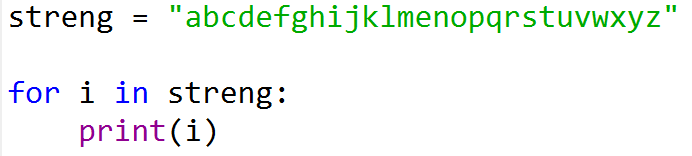 streng = "abcdefghijklmenopqrstuvwxyz"
for i in streng:
    print(i)